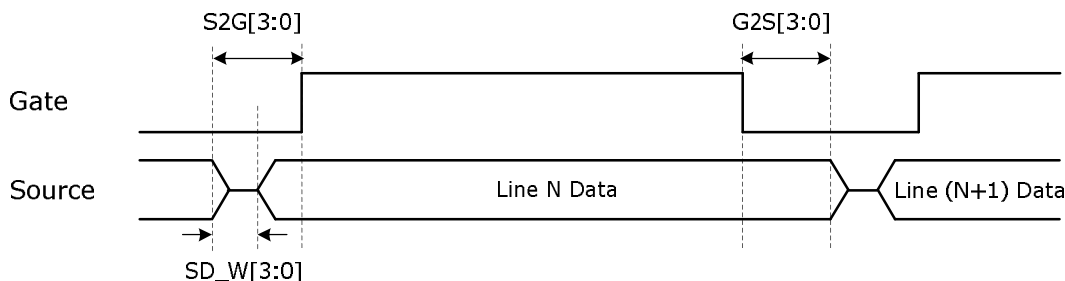 S2G[3:0]
G2S[3:0]
Gate
Source
Line N Data
Line (N+1) Data
SD_W[3:0]